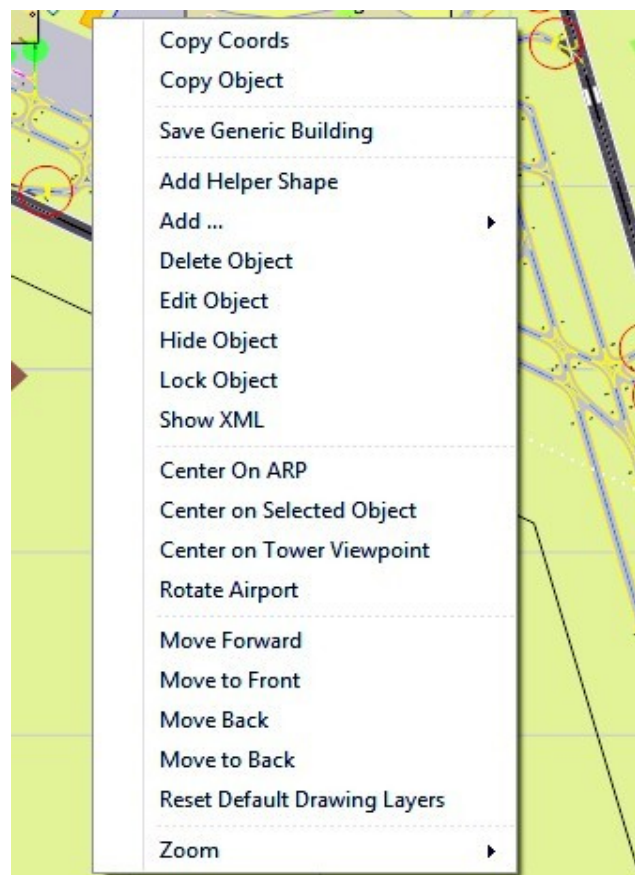 Copy Coords
Copy Object
Save Generic Building
Add Helper Shape
Add ...
Delete Object
Edit Object
Hide Object
Lock Object
Show XML
Center On ARP
Center on Selected Object
Center on Tower Viewpoint
Rotate Airport
Move Forward
Move to Front
Move Back
Move to Back
Reset Default Drawing Layers
Zoom